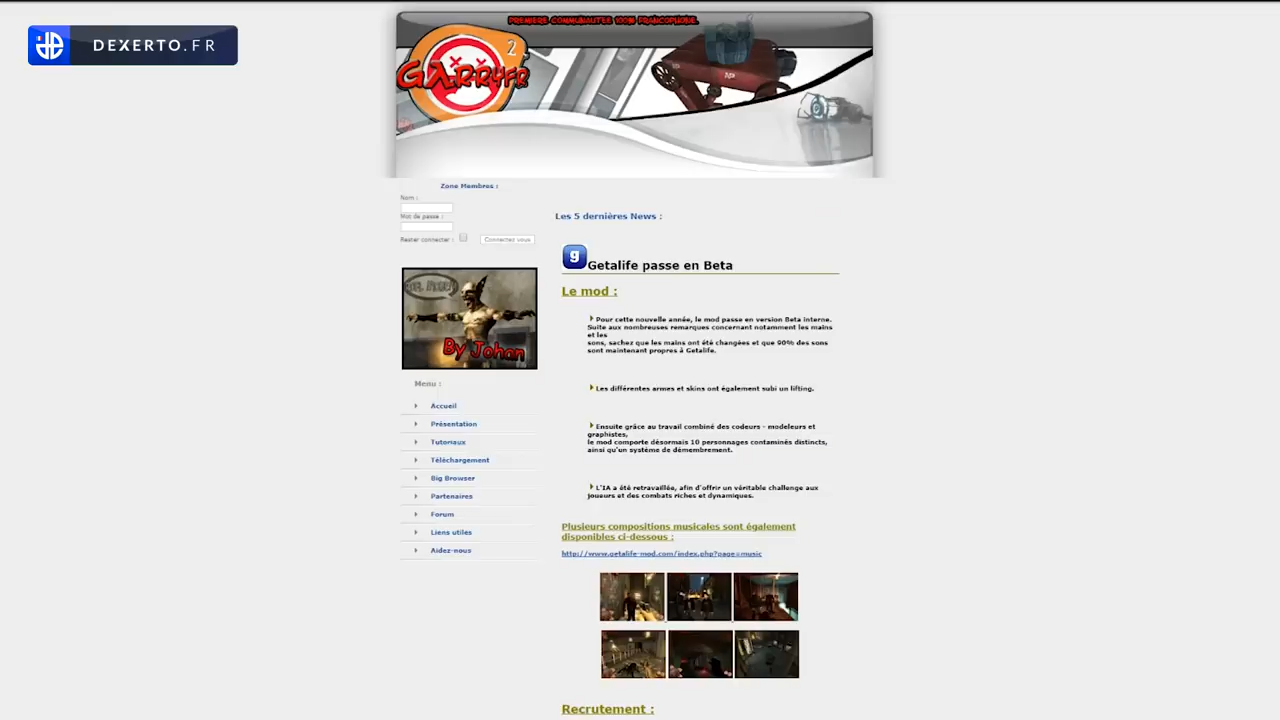 DEXERTO.FR
PREMIERE COMMUNAUTEE 100% FRANCOPHONE
GARRYFR
2
Zone Membres :
Nom :
Mot de passe :
Rester connecter :
Connectez vous
By Johan
Menu :
Accueil
Présentation
Tutoriaux
Téléchargement
Big Browser
Partenaires
Forum
Liens utiles
Aidez-nous
Les 5 dernières News :
g
Getalife passe en Beta
Le mod :
Pour cette nouvelle année, le mod passe en version Beta interne.
Suite aux nombreuses remarques concernant notamment les mains
et les
sons, sachez que les mains ont été changées et que 90% des sons
sont maintenant propres à Getalife.
Les différentes armes et skins ont également subi un lifting.
Ensuite grâce au travail combiné des codeurs - modeleurs et
graphistes,
le mod comporte désormais 10 personnages contaminés distincts,
ainsi qu'un système de démembrement.
L'IA a été retravaillée, afin d'offrir un véritable challenge aux
joueurs et des combats riches et dynamiques.
Plusieurs compositions musicales sont également
disponibles ci-dessous :
http://www.getalife-mod.com/index.php?page=music
Recrutement :